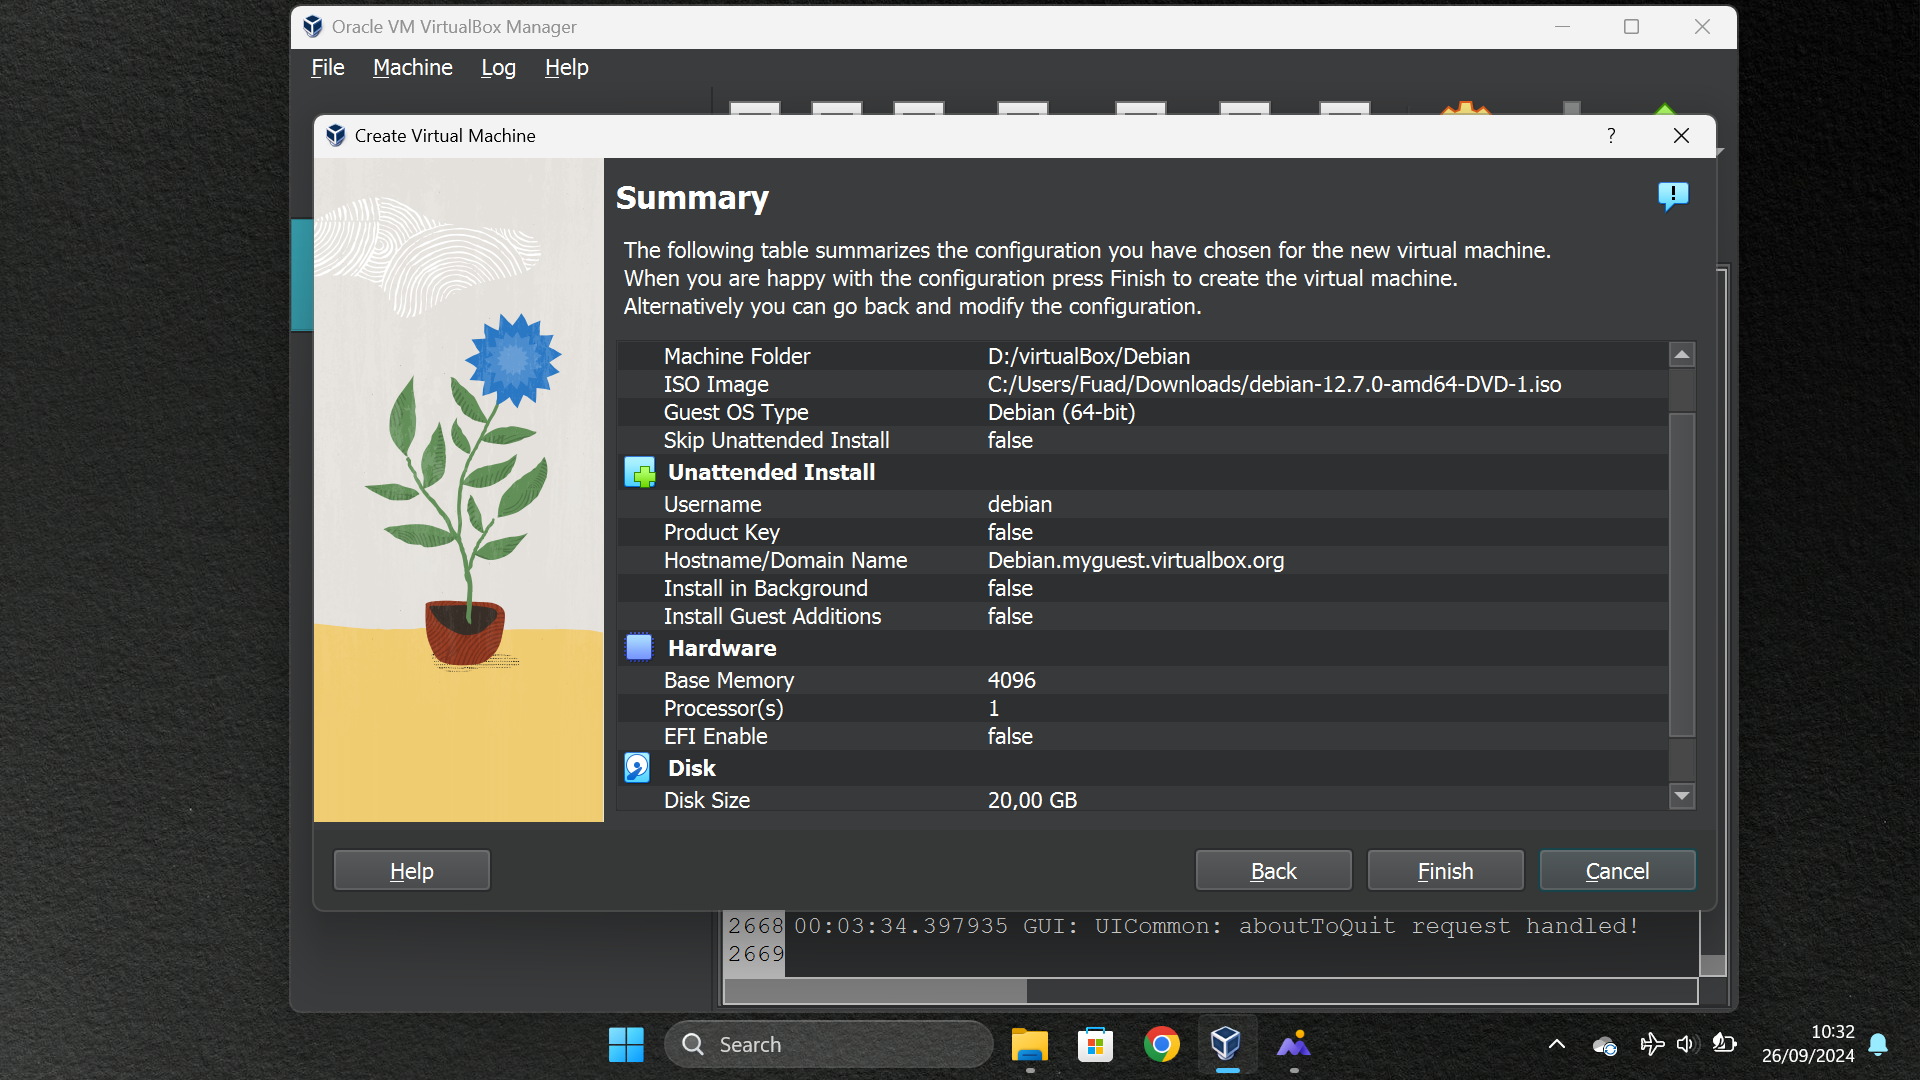 Oracle VM VirtualBox Manager
File Machine Log Help
Create Virtual Machine
?
Summary
The following table summarizes the configuration you have chosen for the new virtual machine.
When you are happy with the configuration press Finish to create the virtual machine.
Alternatively you can go back and modify the configuration.
Machine Folder D:/virtualBox/Debian
ISO Image C:/Users/Fuad/Downloads/debian-12.7.0-amd64-DVD-1.iso
Guest OS Type Debian (64-bit)
Skip Unattended Install false
Unattended Install
Username debian
Product Key false
Hostname/Domain Name Debian.myguest.virtualbox.org
Install in Background false
Install Guest Additions false
Hardware
Base Memory 4096
Processor(s) 1
EFI Enable false
Disk
Disk Size 20,00 GB
Help Back Finish Cancel
2668 00:03:34.397935 GUI: UICommon: aboutToQuit request handled!
2669
Search
10:32
26/09/2024